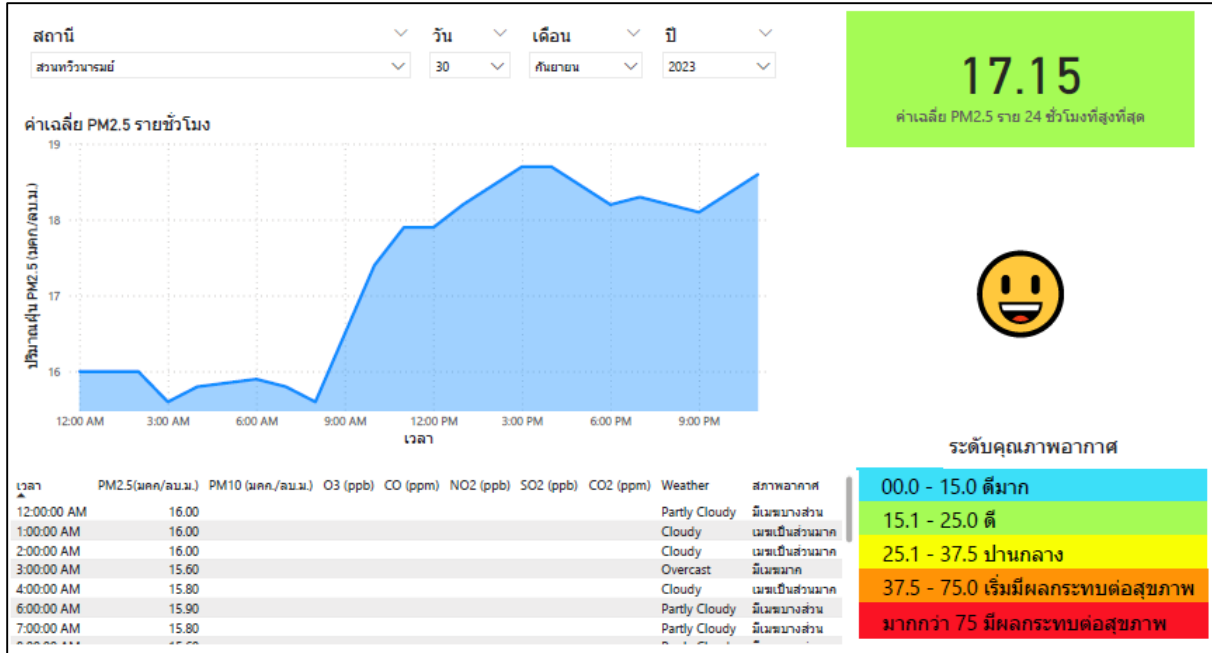 สถานี วัน เดือน ปี
สวนทวีวนารมย์ 30 กันยายน 2023
17.15
ค่าเฉลี่ย PM2.5 ราย 24 ชั่วโมงที่สูงที่สุด
ค่าเฉลี่ย PM2.5 รายชั่วโมง
ปริมาณฝุ่น PM2.5 (มคก./ลบ.ม.)
19
18
17
16
12:00 AM 3:00 AM 6:00 AM 9:00 AM 12:00 PM 3:00 PM 6:00 PM 9:00 PM
เวลา
เวลา PM2.5(มคก/ลบ.ม.) PM10 (มคก./ลบ.ม.) O3 (ppb) CO (ppm) NO2 (ppb) SO2 (ppb) CO2 (ppm) Weather สภาพอากาศ
12:00:00 AM 16.00 Partly Cloudy มีเมฆบางส่วน
1:00:00 AM 16.00 Cloudy เมฆเป็นส่วนมาก
2:00:00 AM 16.00 Cloudy เมฆเป็นส่วนมาก
3:00:00 AM 15.60 Overcast มีเมฆมาก
4:00:00 AM 15.80 Cloudy เมฆเป็นส่วนมาก
6:00:00 AM 15.90 Partly Cloudy มีเมฆบางส่วน
7:00:00 AM 15.80 Partly Cloudy มีเมฆบางส่วน
ระดับคุณภาพอากาศ
00.0 - 15.0 ดีมาก
15.1 - 25.0 ดี
25.1 - 37.5 ปานกลาง
37.5 - 75.0 เริ่มมีผลกระทบต่อสุขภาพ
มากกว่า 75 มีผลกระทบต่อสุขภาพ